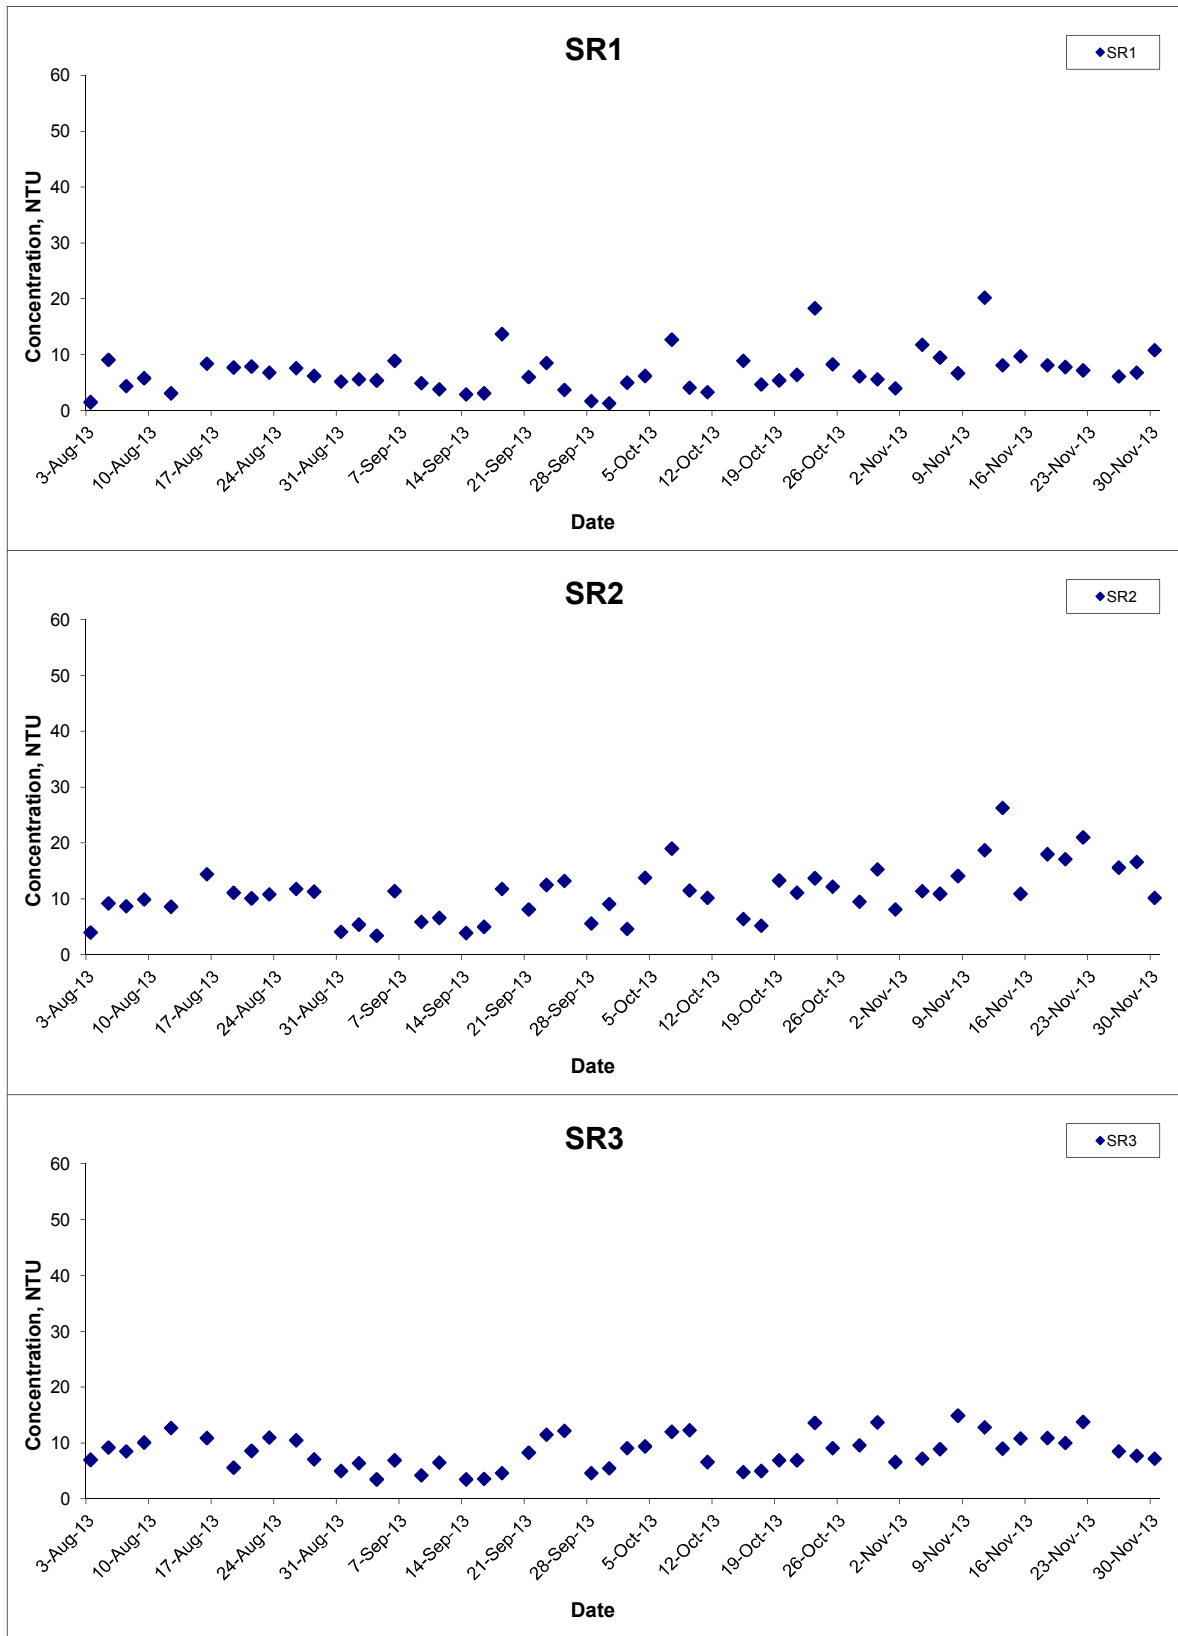 SR1
SR1
60
50
40
30
20
10
0
Concentration, NTU
3-Aug-13
10-Aug-13
17-Aug-13
24-Aug-13
31-Aug-13
7-Sep-13
14-Sep-13
21-Sep-13
28-Sep-13
5-Oct-13
12-Oct-13
19-Oct-13
26-Oct-13
2-Nov-13
9-Nov-13
16-Nov-13
23-Nov-13
30-Nov-13
Date
SR2
SR2
60
50
40
30
20
10
0
Concentration, NTU
3-Aug-13
10-Aug-13
17-Aug-13
24-Aug-13
31-Aug-13
7-Sep-13
14-Sep-13
21-Sep-13
28-Sep-13
5-Oct-13
12-Oct-13
19-Oct-13
26-Oct-13
2-Nov-13
9-Nov-13
16-Nov-13
23-Nov-13
30-Nov-13
Date
SR3
SR3
60
50
40
30
20
10
0
Concentration, NTU
3-Aug-13
10-Aug-13
17-Aug-13
24-Aug-13
31-Aug-13
7-Sep-13
14-Sep-13
21-Sep-13
28-Sep-13
5-Oct-13
12-Oct-13
19-Oct-13
26-Oct-13
2-Nov-13
9-Nov-13
16-Nov-13
23-Nov-13
30-Nov-13
Date